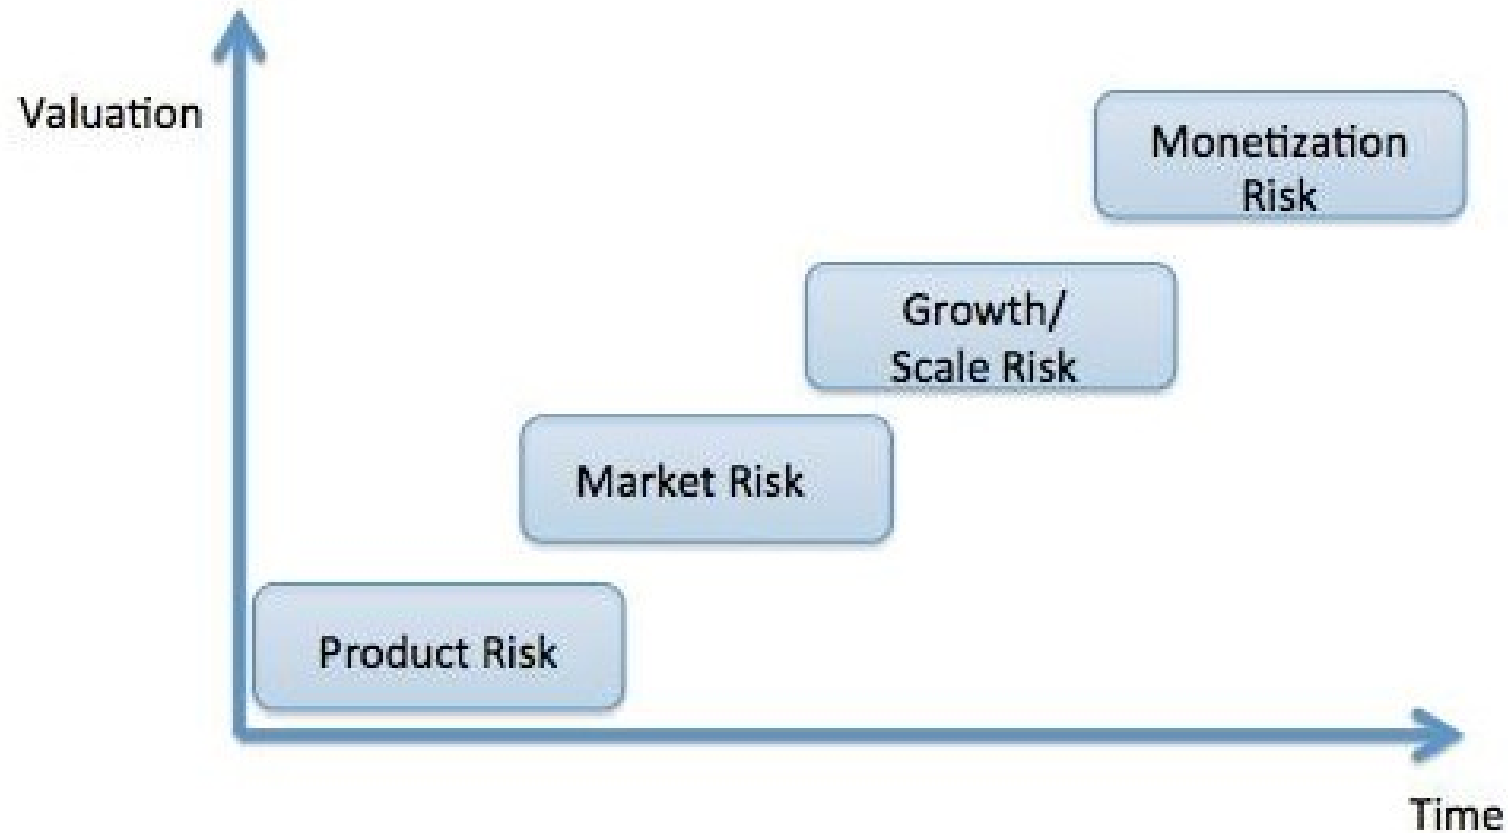 Valuation
Monetization
Risk
Growth/
Scale Risk
Market Risk
Product Risk
Time